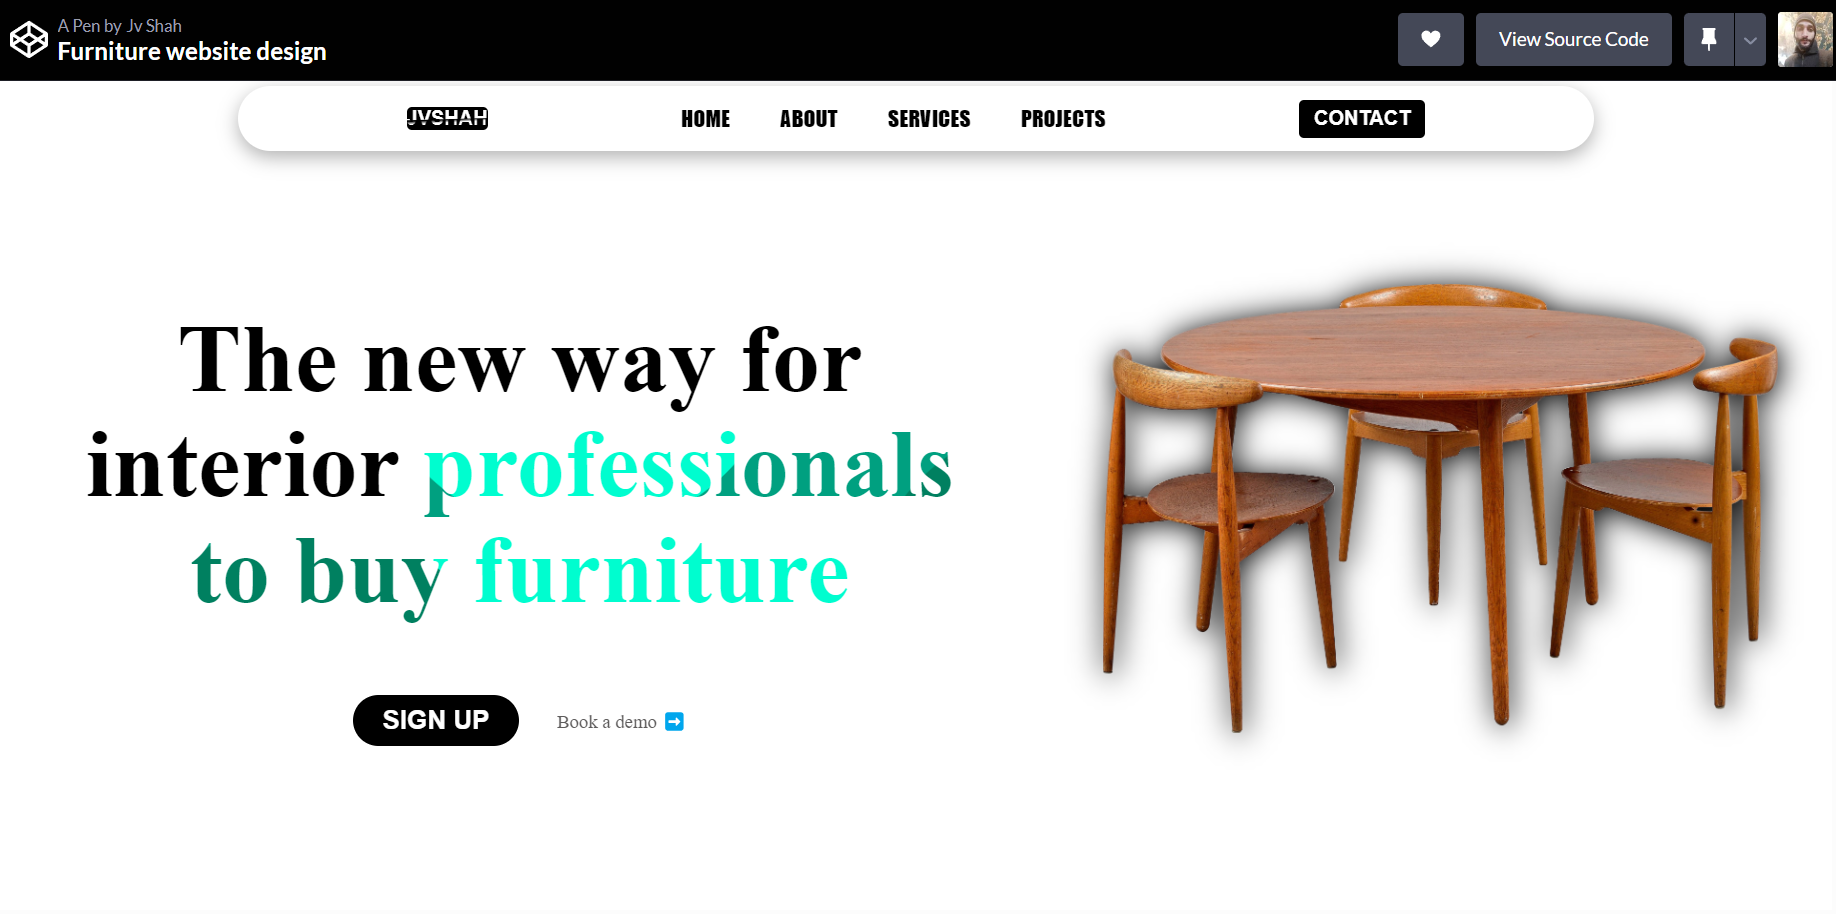 A Pen by Jv Shah
Furniture website design
View Source Code
JVSHAH
HOME
ABOUT
SERVICES
PROJECTS
CONTACT
The new way for
interior professionals
to buy furniture
SIGN UP
Book a demo ➡️